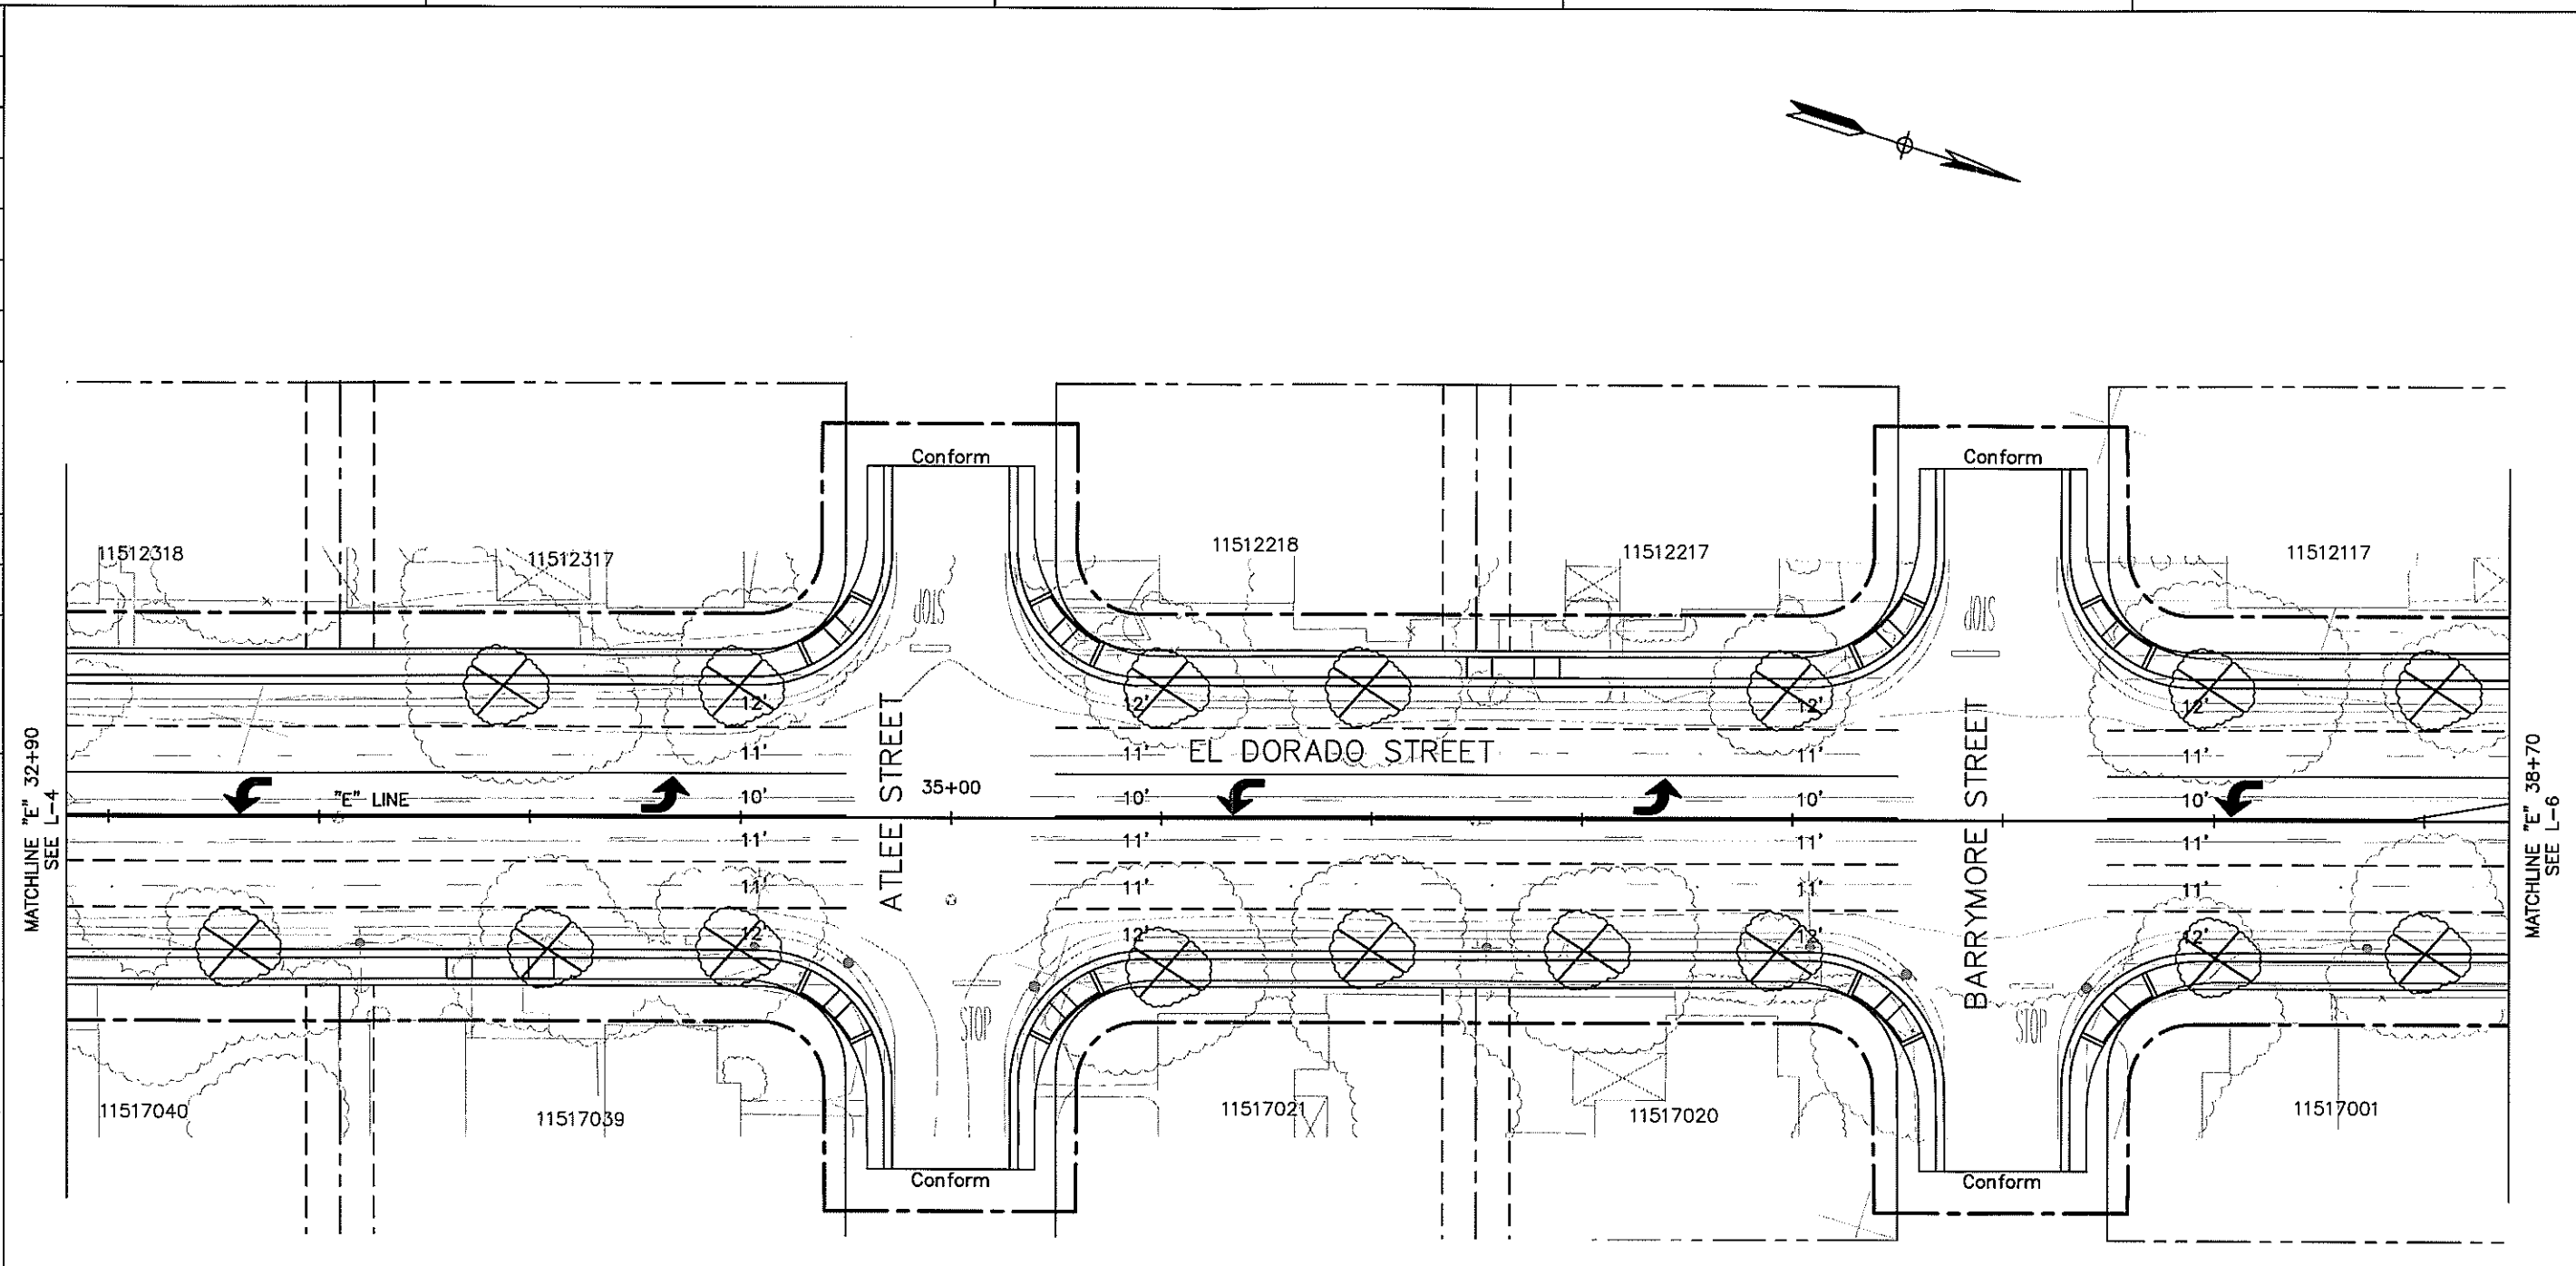 Conform
Conform
11512318
11512317
11512218
11512217
11512117
STOP
STOP
12'
12'
12'
12'
11'
11'
EL DORADO STREET
11'
11'
MATCHLINE "E" 32+90
SEE L-4
"E" LINE
10'
ATLEE STREET
35+00
10'
10'
BARRYMORE STREET
10'
MATCHLINE "E" 38+70
SEE L-6
11'
11'
11'
11'
11'
11'
11'
11'
12'
12'
12'
12'
STOP
STOP
11517040
11517039
11517021
11517020
11517001
Conform
Conform